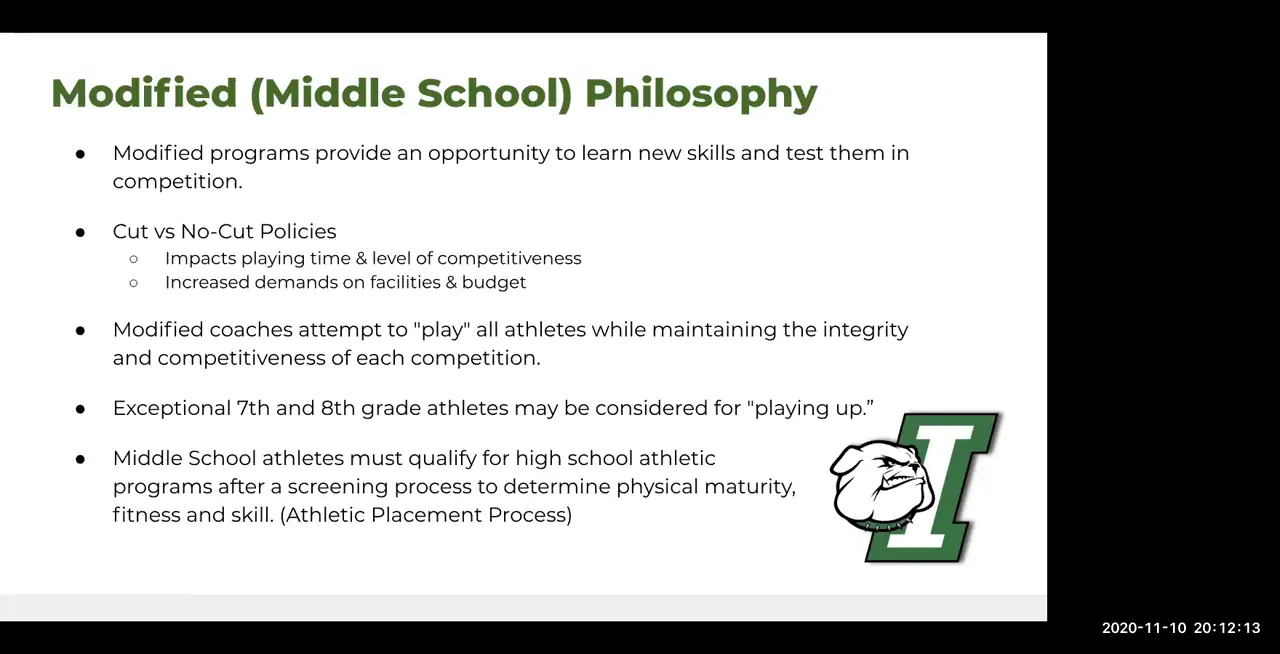 Modified (Middle School) Philosophy
● Modified programs provide an opportunity to learn new skills and test them in
competition.
● Cut vs No-Cut Policies
○ Impacts playing time & level of competitiveness
○ Increased demands on facilities & budget
● Modified coaches attempt to "play" all athletes while maintaining the integrity
and competitiveness of each competition.
● Exceptional 7th and 8th grade athletes may be considered for "playing up.”
● Middle School athletes must qualify for high school athletic
programs after a screening process to determine physical maturity,
fitness and skill. (Athletic Placement Process)
I
2020-11-10 20:12:13